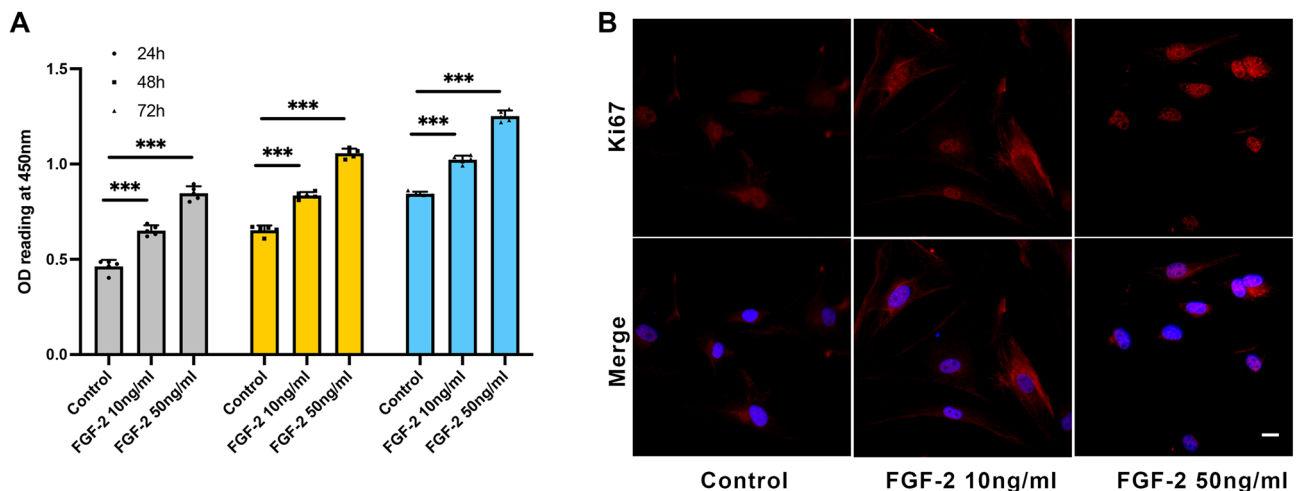 A
24h
48h
72h
OD reading at 450nm
1.5
1.0
0.5
0.0
***
***
***
***
***
***
Control
FGF-2 10ng/ml
FGF-2 50ng/ml
Control
FGF-2 10ng/ml
FGF-2 50ng/ml
Control
FGF-2 10ng/ml
FGF-2 50ng/ml
B
Ki67
Merge
Control
FGF-2 10ng/ml
FGF-2 50ng/ml